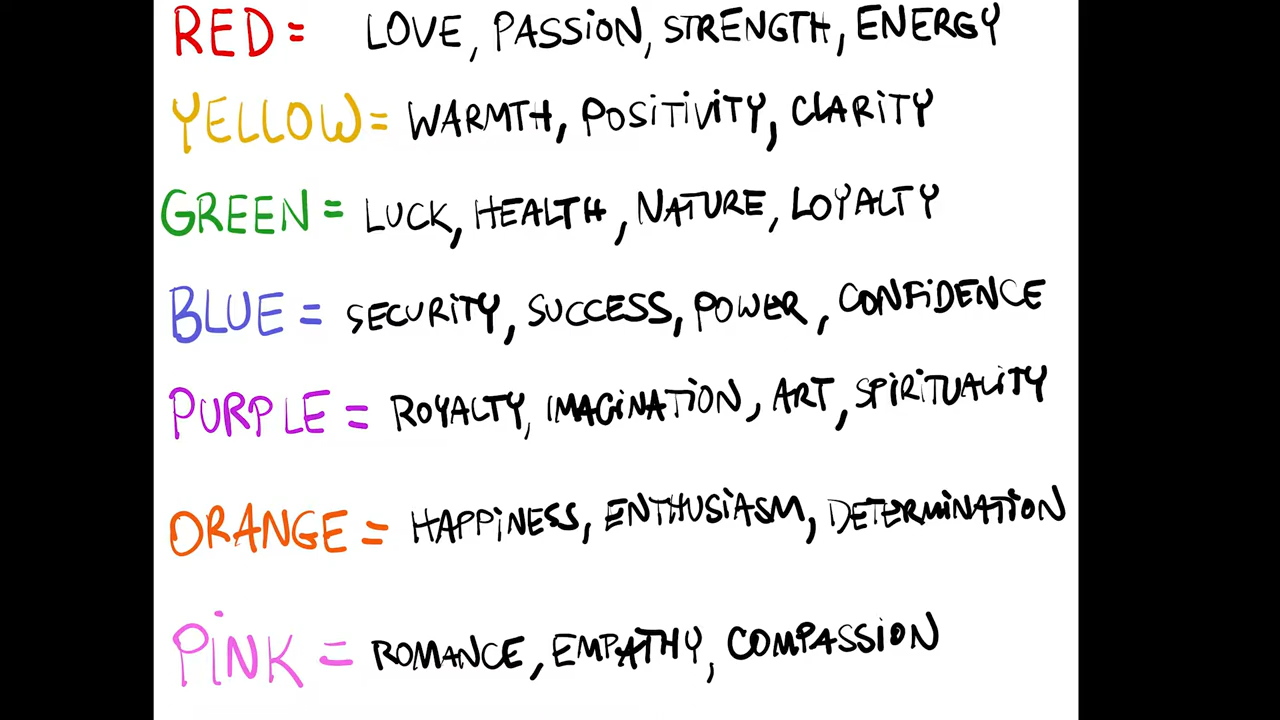 RED = LOVE, PASSiON, STRENGTH, ENERGY
YELLOW = WARMTH, POSiTiViTY, CLARiTY
GREEN = LUCK, HEALTH, NATURE, LOYALTY
BLUE = SECURiTY, SUCCESS, POWER, CONFiDENCE
PURPLE = ROYALTY, IMAGiNATiON, ART, SPiRiTUALiTY
ORANGE = HAPPiNESS, ENTHUSiASM, DETERMiNATiON
PiNK = ROMANCE, EMPATHY, COMPASSiON